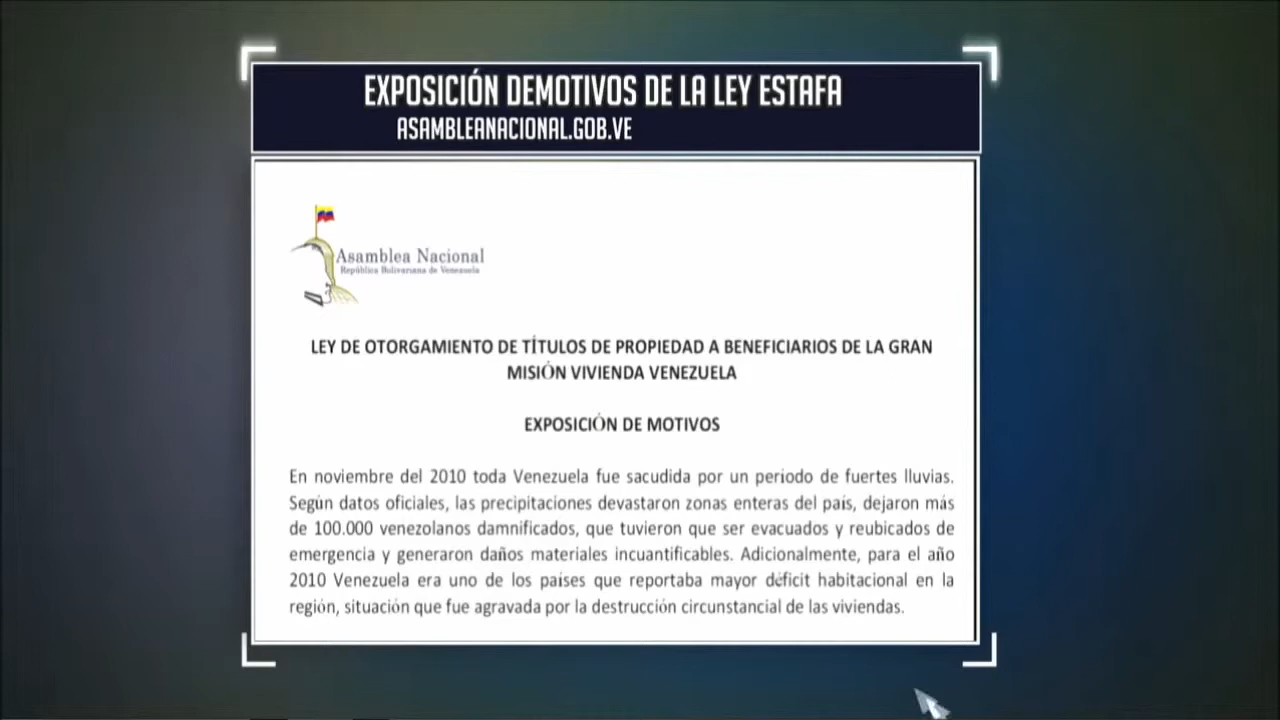 EXPOSICIÓN DEMOTIVOS DE LA LEY ESTAFA
ASAMBLEANACIONAL.GOB.VE
Asamblea Nacional
República Bolivariana de Venezuela
LEY DE OTORGAMIENTO DE TÍTULOS DE PROPIEDAD A BENEFICIARIOS DE LA GRAN
MISIÓN VIVIENDA VENEZUELA
EXPOSICIÓN DE MOTIVOS
En noviembre del 2010 toda Venezuela fue sacudida por un periodo de fuertes lluvias.
Según datos oficiales, las precipitaciones devastaron zonas enteras del país, dejaron más
de 100.000 venezolanos damnificados, que tuvieron que ser evacuados y reubicados de
emergencia y generaron daños materiales incuantificables. Adicionalmente, para el año
2010 Venezuela era uno de los países que reportaba mayor déficit habitacional en la
región, situación que fue agravada por la destrucción circunstancial de las viviendas.